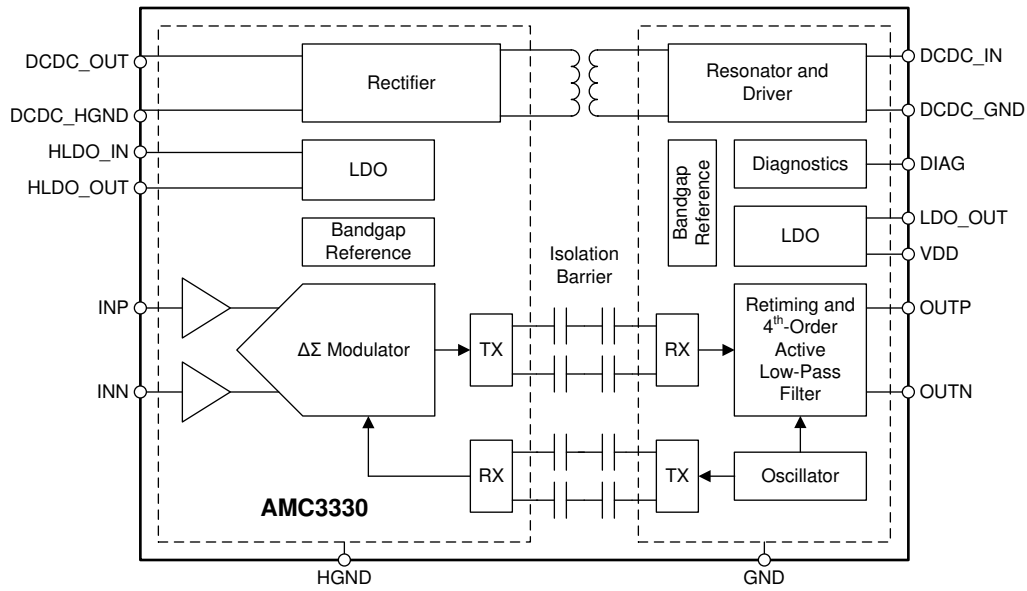 DCDC_OUT
DCDC_HGND
HLDO_IN
HLDO_OUT
INP
INN
Rectifier
LDO
Bandgap
Reference
ΔΣ Modulator
TX
RX
AMC3330
HGND
Isolation
Barrier
Resonator and
Driver
Bandgap
Reference
Diagnostics
LDO
RX
Retiming and
4th-Order
Active
Low-Pass
Filter
TX
Oscillator
DCDC_IN
DCDC_GND
DIAG
LDO_OUT
VDD
OUTP
OUTN
GND